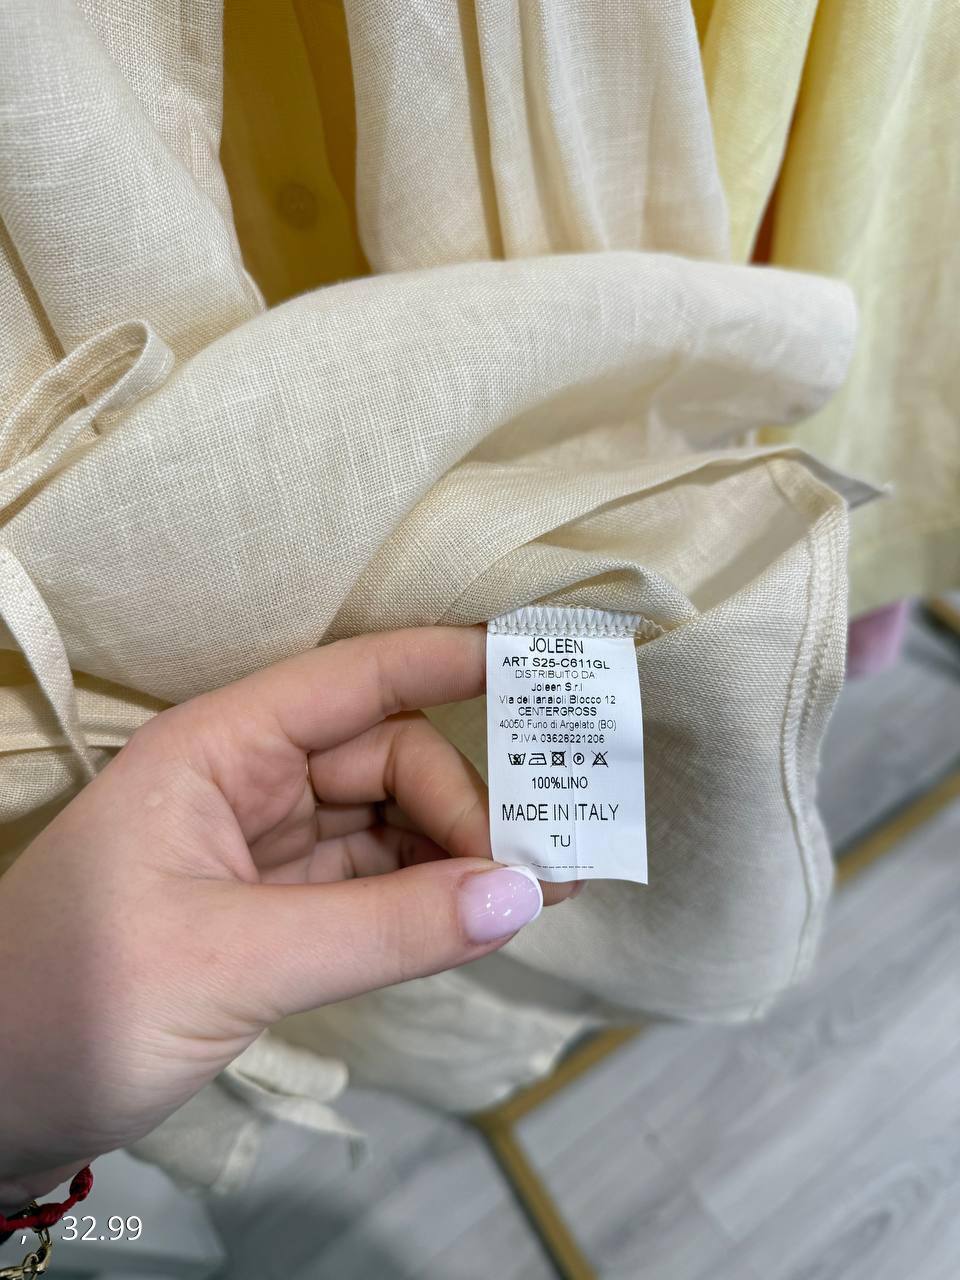 JOLEEN
ART S25-C611GL
DISTRIBUITO DA
Joleen S.r.l
Via dei lanaioli Blocco 12
CENTERGROSS
40050 Funo di Argelato (BO)
P.IVA 03628221206
100%LINO
MADE IN ITALY
TU
, 32.99